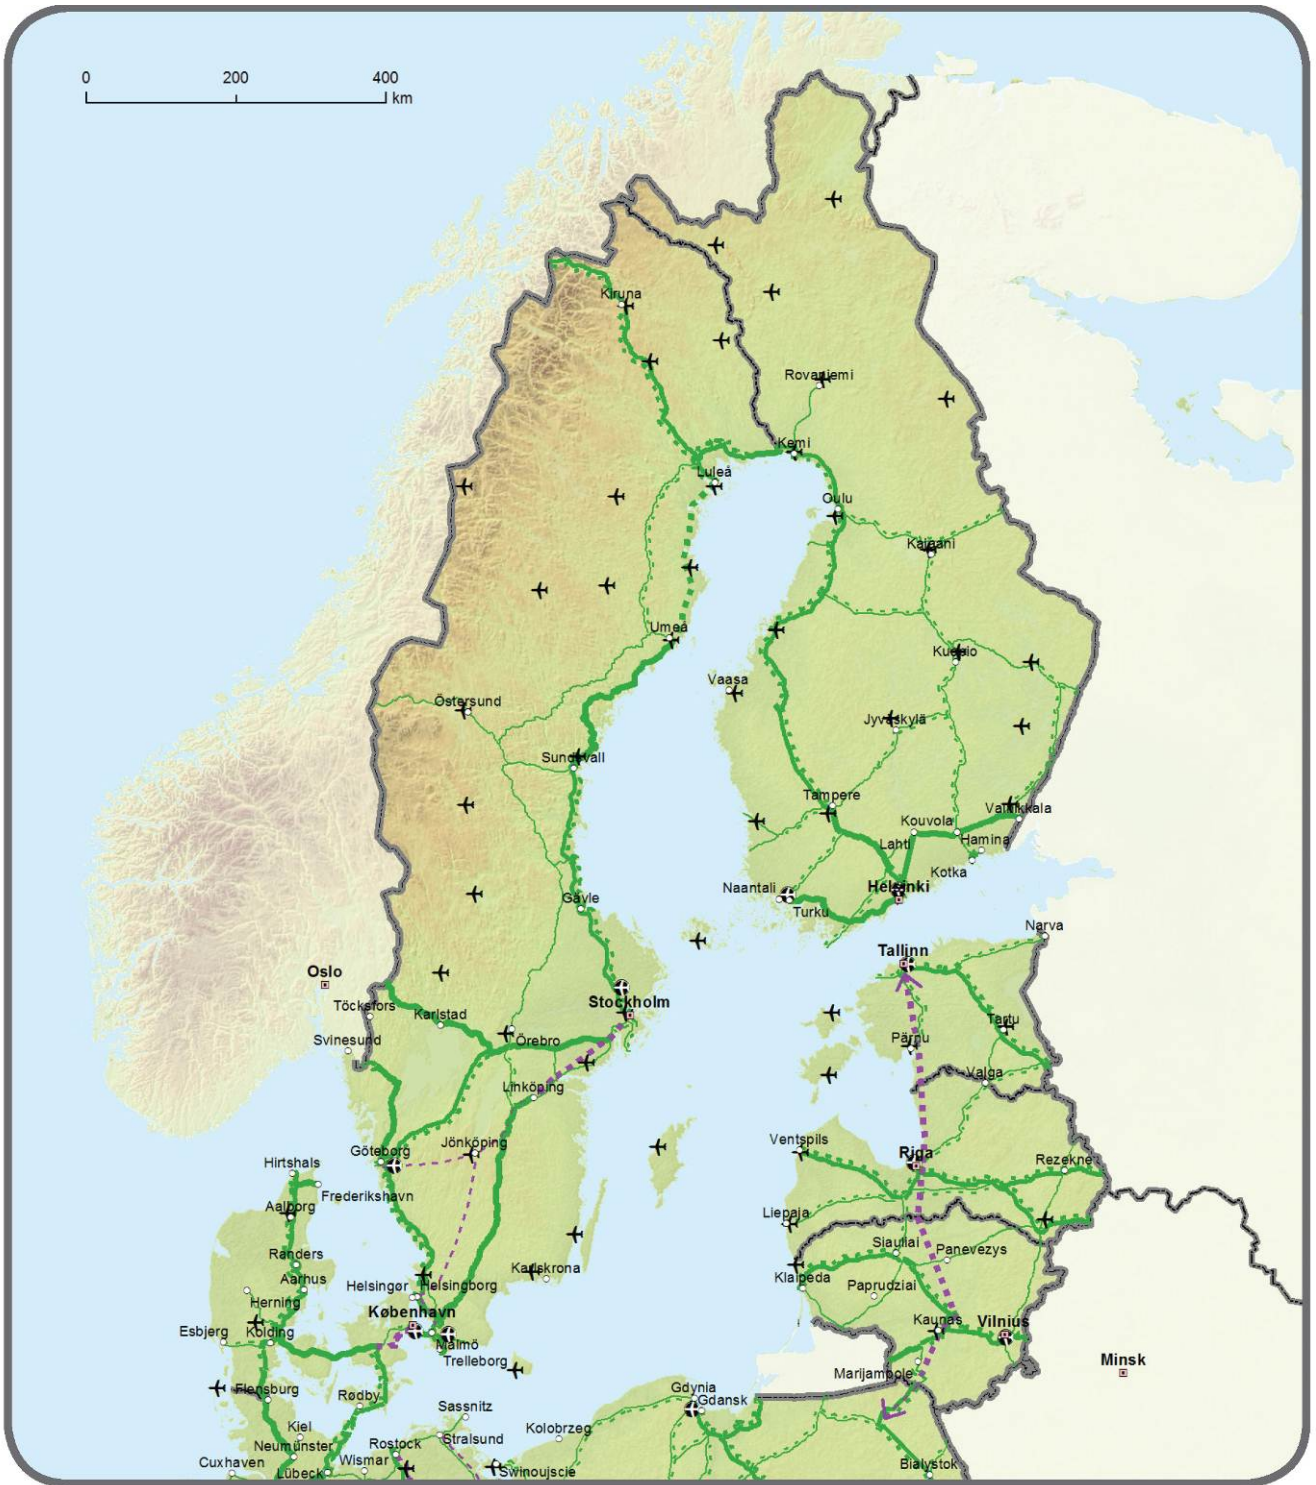 0 200 400
km
Kiruna
Rovaniemi
Kemi
Luleå
Oulu
Kajaani
Umeå
Kuopio
Vaasa
Östersund
Jyväskylä
Sundsvall
Tampere
Vainikkala
Kouvola
Hamina
Lahti
Kotka
Naantali
Helsinki
Gävle
Turku
Narva
Tallinn
Oslo
Stockholm
Töcksfors
Karlstad
Tartu
Svinesund
Örebro
Pärnu
Valga
Linköping
Ventspils
Jönköping
Göteborg
Riga
Rezekne
Hirtshals
Frederikshavn
Aalborg
Liepaja
Siauliai
Panevezys
Randers
Karlskrona
Aarhus
Helsingør
Helsingborg
Klaipeda
Paprudziai
Herning
København
Kaunas
Vilnius
Esbjerg
Kolding
Malmö
Trelleborg
Minsk
Marijampole
Flensburg
Rødby
Gdynia
Gdansk
Sassnitz
Kiel
Kolobrzeg
Stralsund
Neumünster
Rostock
Cuxhaven
Wismar
Lübeck
Swinoujscie
Bialystok